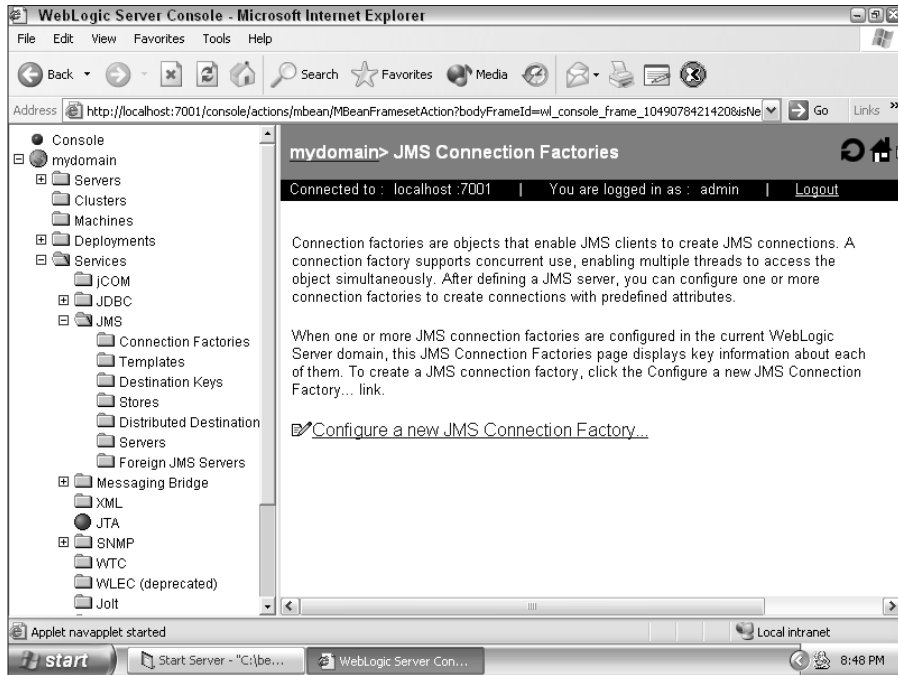 WebLogic Server Console - Microsoft Internet Explorer
File Edit View Favorites Tools Help
Back Search Favorites Media
Address http://localhost:7001/console/actions/mbean/MBeanFramesetAction?bodyFrameId=wl_console_frame_1049078421420&isNe Go Links »
Console
mydomain
Servers
Clusters
Machines
Deployments
Services
jCOM
JDBC
JMS
Connection Factories
Templates
Destination Keys
Stores
Distributed Destination
Servers
Foreign JMS Servers
Messaging Bridge
XML
JTA
SNMP
WTC
WLEC (deprecated)
Jolt
mydomain> JMS Connection Factories
Connected to : localhost :7001 | You are logged in as : admin | Logout
Connection factories are objects that enable JMS clients to create JMS connections. A
connection factory supports concurrent use, enabling multiple threads to access the
object simultaneously. After defining a JMS server, you can configure one or more
connection factories to create connections with predefined attributes.
When one or more JMS connection factories are configured in the current WebLogic
Server domain, this JMS Connection Factories page displays key information about each
of them. To create a JMS connection factory, click the Configure a new JMS Connection
Factory... link.
Configure a new JMS Connection Factory...
Applet navapplet started Local intranet
start Start Server - "C:\be... WebLogic Server Con... 8:48 PM